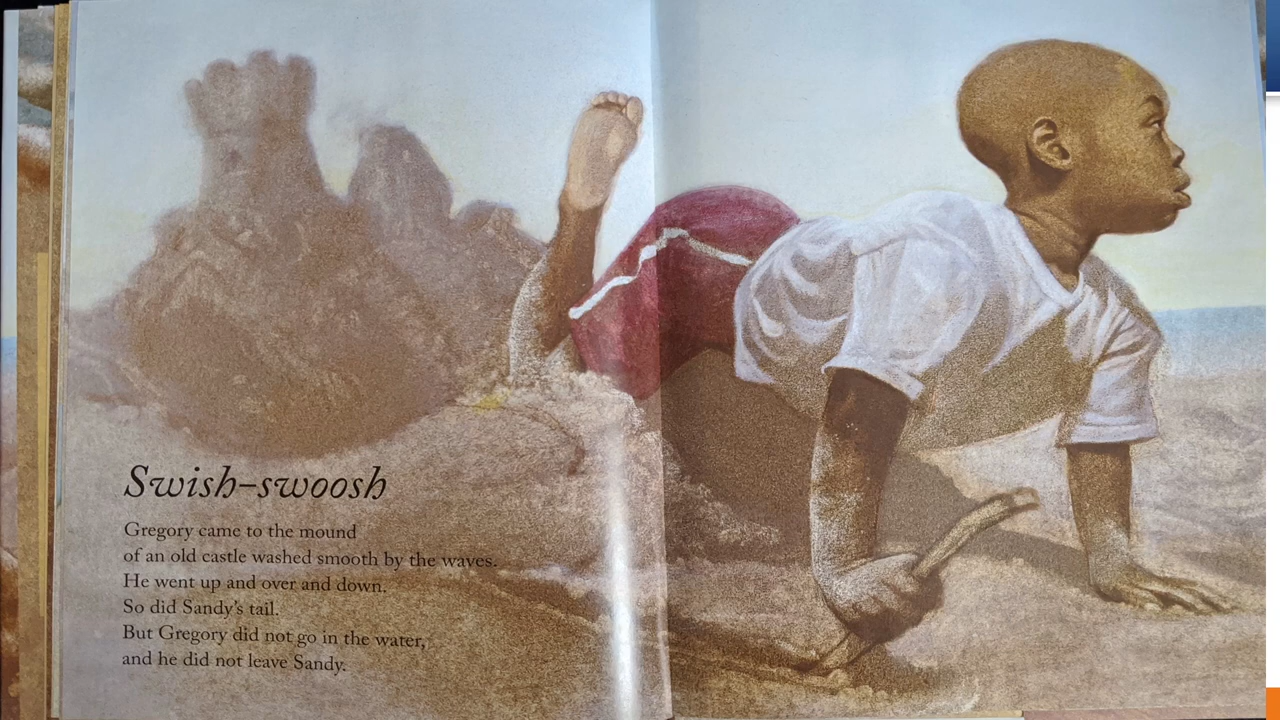 Swish–swoosh
Gregory came to the mound
of an old castle washed smooth by the waves.
He went up and over and down.
So did Sandy's tail.
But Gregory did not go in the water,
and he did not leave Sandy.